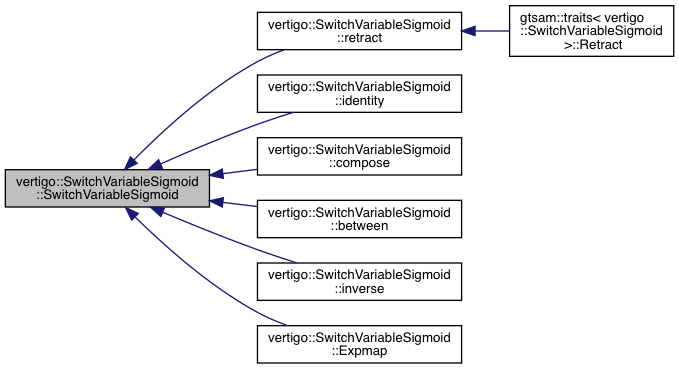 vertigo::SwitchVariableSigmoid
::SwitchVariableSigmoid
vertigo::SwitchVariableSigmoid
::retract
gtsam::traits< vertigo
::SwitchVariableSigmoid
>::Retract
vertigo::SwitchVariableSigmoid
::identity
vertigo::SwitchVariableSigmoid
::compose
vertigo::SwitchVariableSigmoid
::between
vertigo::SwitchVariableSigmoid
::inverse
vertigo::SwitchVariableSigmoid
::Expmap